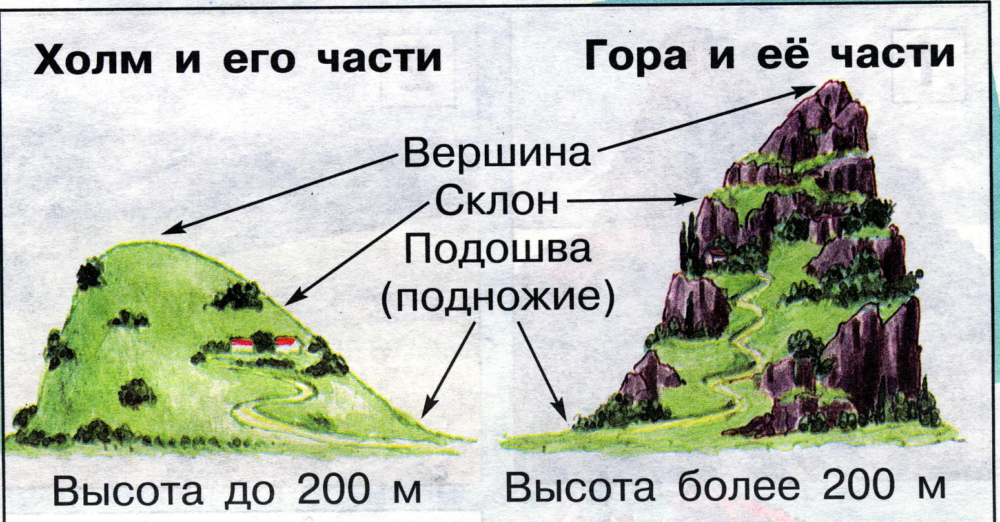 Холм и его части
Гора и её части
Вершина
Склон
Подошва
(подножие)
Высота до 200 м
Высота более 200 м